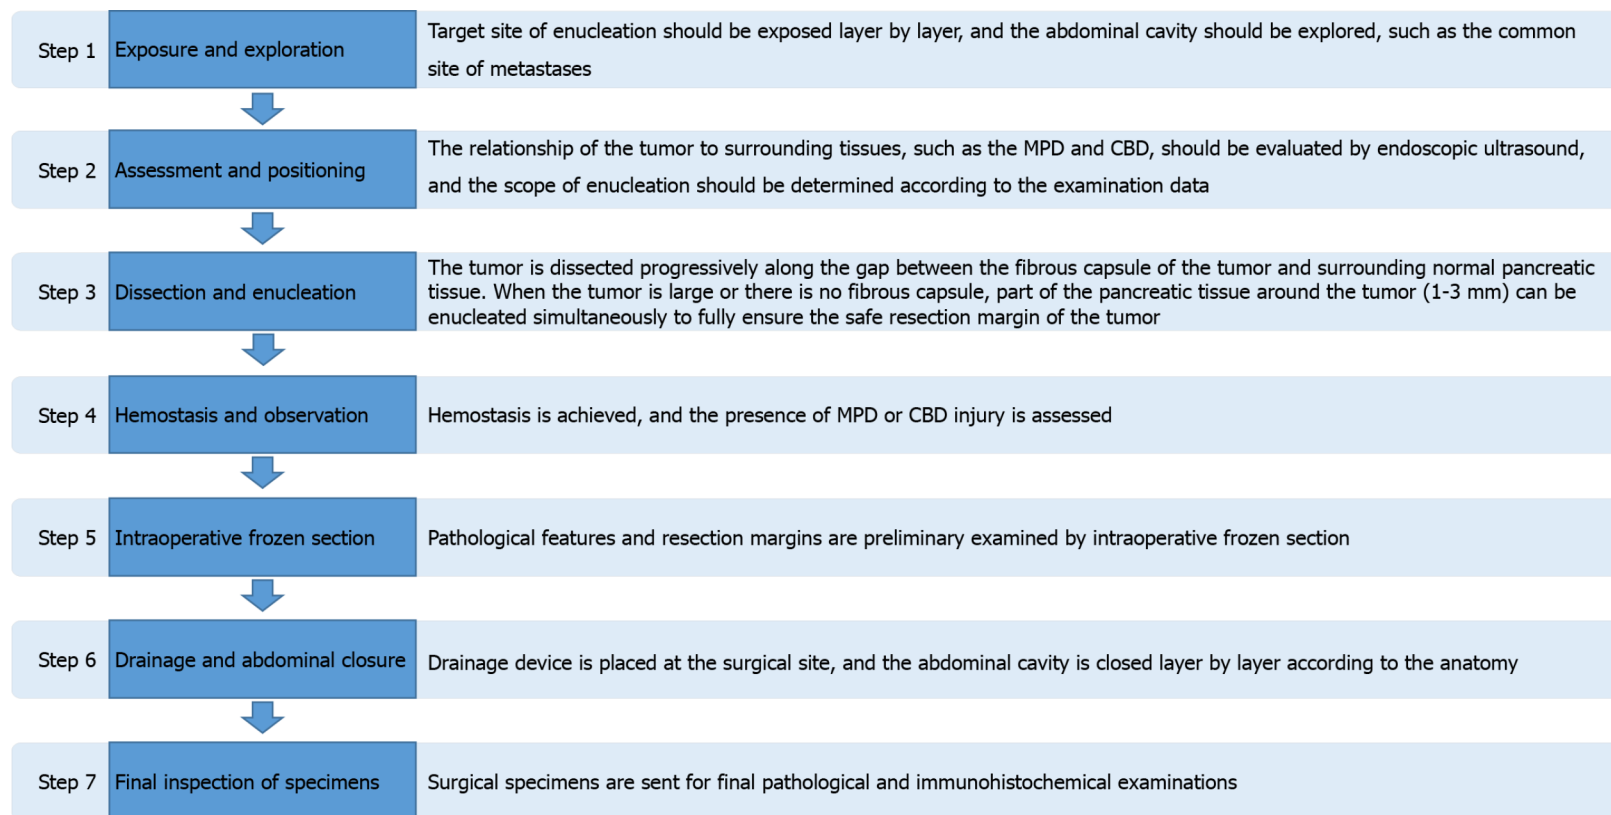 Step 1
Exposure and exploration
Target site of enucleation should be exposed layer by layer, and the abdominal cavity should be explored, such as the common
site of metastases
Step 2
Assessment and positioning
The relationship of the tumor to surrounding tissues, such as the MPD and CBD, should be evaluated by endoscopic ultrasound,
and the scope of enucleation should be determined according to the examination data
Step 3
Dissection and enucleation
The tumor is dissected progressively along the gap between the fibrous capsule of the tumor and surrounding normal pancreatic
tissue. When the tumor is large or there is no fibrous capsule, part of the pancreatic tissue around the tumor (1-3 mm) can be
enucleated simultaneously to fully ensure the safe resection margin of the tumor
Step 4
Hemostasis and observation
Hemostasis is achieved, and the presence of MPD or CBD injury is assessed
Step 5
Intraoperative frozen section
Pathological features and resection margins are preliminary examined by intraoperative frozen section
Step 6
Drainage and abdominal closure
Drainage device is placed at the surgical site, and the abdominal cavity is closed layer by layer according to the anatomy
Step 7
Final inspection of specimens
Surgical specimens are sent for final pathological and immunohistochemical examinations